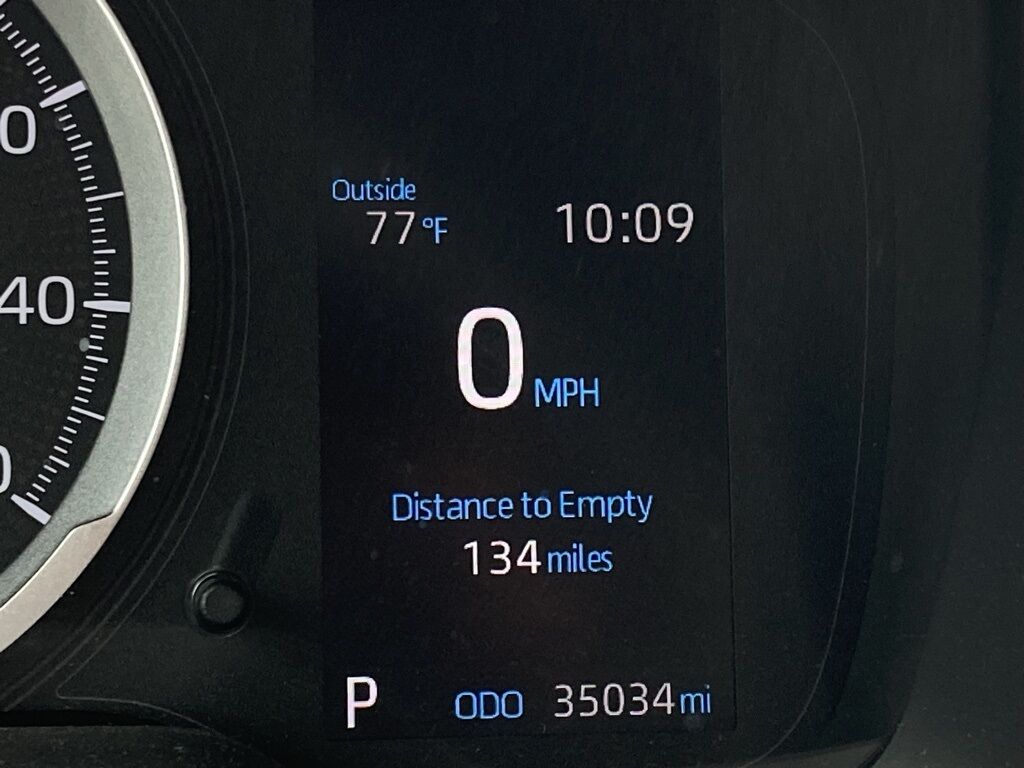 Outside
77 °F 10:09
0 MPH
40
Distance to Empty
134 miles
P ODO 35034 mi